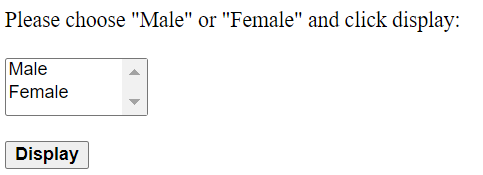 Please choose "Male" or "Female" and click display:
Male
Female
Display